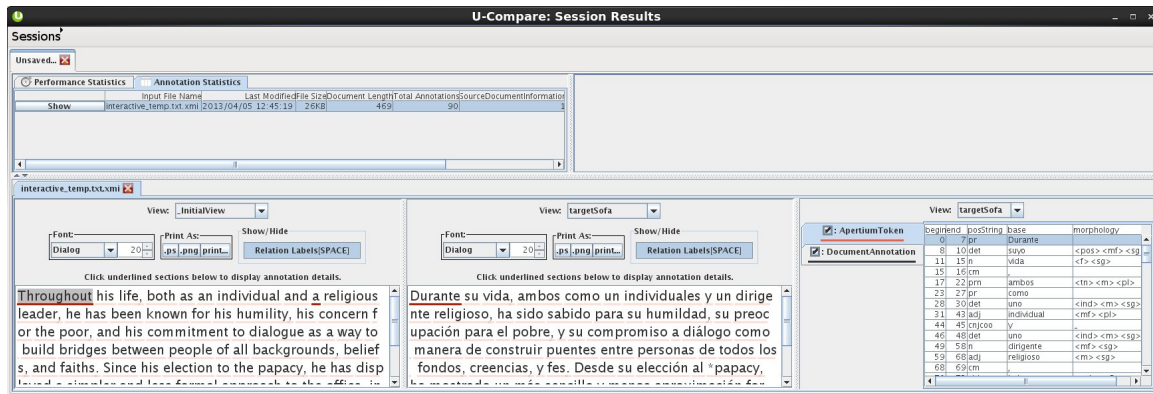 U-Compare: Session Results
Sessions
Unsaved...
Performance Statistics Annotation Statistics
Input File Name Last Modified File Size Document Length Total Annotations SourceDocumentInformation
Show interactive_temp.txt.xmi 2013/04/05 12:45:19 26KB 469 90 1
interactive_temp.txt.xmi
View: _InitialView
Font: Dialog 20 Print As: .ps .png print... Show/Hide Relation Labels[SPACE]
Click underlined sections below to display annotation details.
Throughout his life, both as an individual and a religious
leader, he has been known for his humility, his concern f
or the poor, and his commitment to dialogue as a way to
build bridges between people of all backgrounds, belief
s, and faiths. Since his election to the papacy, he has disp
View: targetSofa
Font: Dialog 20 Print As: .ps .png print... Show/Hide Relation Labels[SPACE]
Click underlined sections below to display annotation details.
Durante su vida, ambos como un individuales y un dirige
nte religioso, ha sido sabido para su humildad, su preoc
upación para el pobre, y su compromiso a diálogo como
manera de construir puentes entre personas de todos los
fondos, creencias, y fes. Desde su elección al *papacy,
View: targetSofa
: ApertiumToken
: DocumentAnnotation
begin end posString base morphology
0 7 pr Durante
8 10 det suyo <pos><mf><sg
11 15 n vida <f><sg>
15 16 cm ,
17 22 prn ambos <tn><m><pl>
23 27 pr como
28 30 det uno <ind><m><sg>
31 43 adj individual <mf><pl>
44 45 cnjcoo y
46 48 det uno <ind><m><sg>
49 58 n dirigente <mf><sg>
59 68 adj religioso <m><sg>
68 69 cm ,